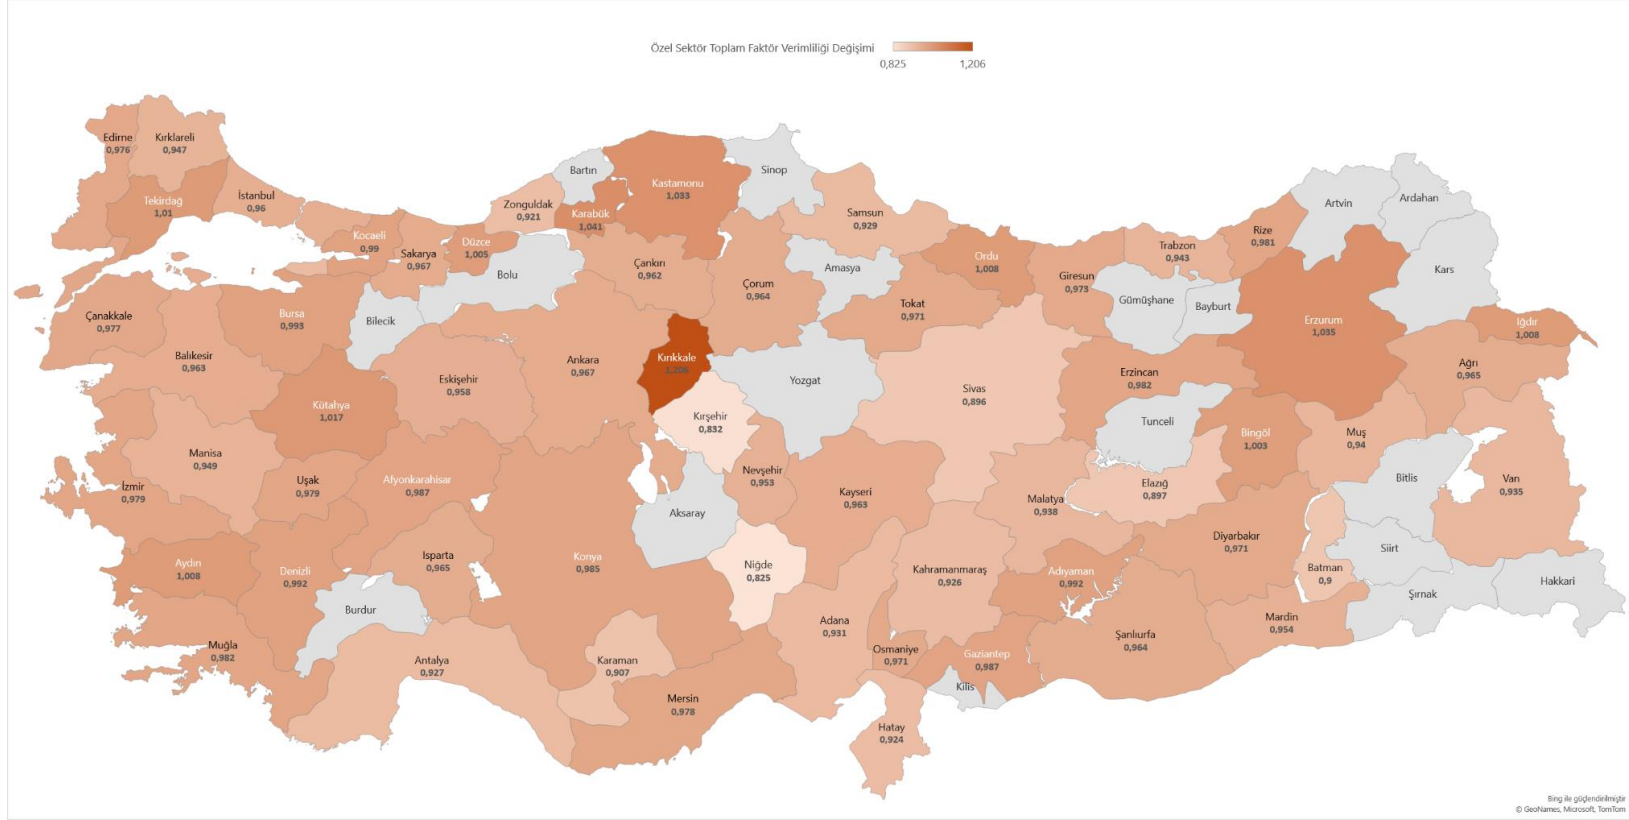 Özel Sektör Toplam Faktör Verimliliği Değişimi
0,825 1,206
Edirne
0,976
Kırklareli
0,947
Tekirdağ
1,01
İstanbul
0,96
Kocaeli
0,99
Sakarya
0,967
Düzce
1,005
Zonguldak
0,921
Bartın
Karabük
1,041
Kastamonu
1,033
Sinop
Samsun
0,929
Çankırı
0,962
Çorum
0,964
Amasya
Tokat
0,971
Ordu
1,008
Giresun
0,973
Trabzon
0,943
Rize
0,981
Artvin
Ardahan
Kars
Gümüşhane
Bayburt
Erzurum
1,035
Iğdır
1,008
Ağrı
0,965
Çanakkale
0,977
Balıkesir
0,963
Bursa
0,993
Bilecik
Bolu
Eskişehir
0,958
Ankara
0,967
Kırıkkale
1,206
Kırşehir
0,832
Yozgat
Sivas
0,896
Erzincan
0,982
Tunceli
Bingöl
1,003
Muş
0,94
Bitlis
Van
0,935
Kütahya
1,017
Manisa
0,949
İzmir
0,979
Uşak
0,979
Afyonkarahisar
0,987
Nevşehir
0,953
Aksaray
Kayseri
0,963
Malatya
0,938
Elazığ
0,897
Diyarbakır
0,971
Batman
0,9
Siirt
Şırnak
Hakkari
Aydın
1,008
Denizli
0,992
Isparta
0,965
Burdur
Konya
0,985
Niğde
0,825
Kahramanmaraş
0,926
Adıyaman
0,992
Mardin
0,954
Şanlıurfa
0,964
Muğla
0,982
Antalya
0,927
Karaman
0,907
Mersin
0,978
Adana
0,931
Osmaniye
0,971
Gaziantep
0,987
Kilis
Hatay
0,924
Bing ile güçlendirilmiştir
© GeoNames, Microsoft, TomTom